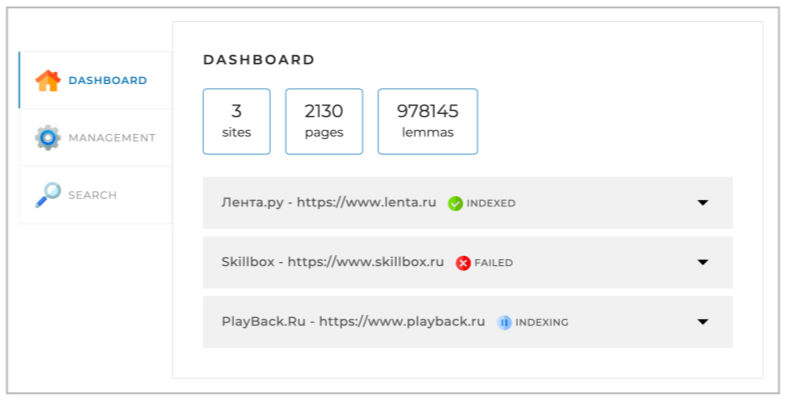 DASHBOARD
MANAGEMENT
SEARCH
DASHBOARD
3
sites
2130
pages
978145
lemmas
Лента.ру - https://www.lenta.ru INDEXED
Skillbox - https://www.skillbox.ru FAILED
PlayBack.Ru - https://www.playback.ru INDEXING